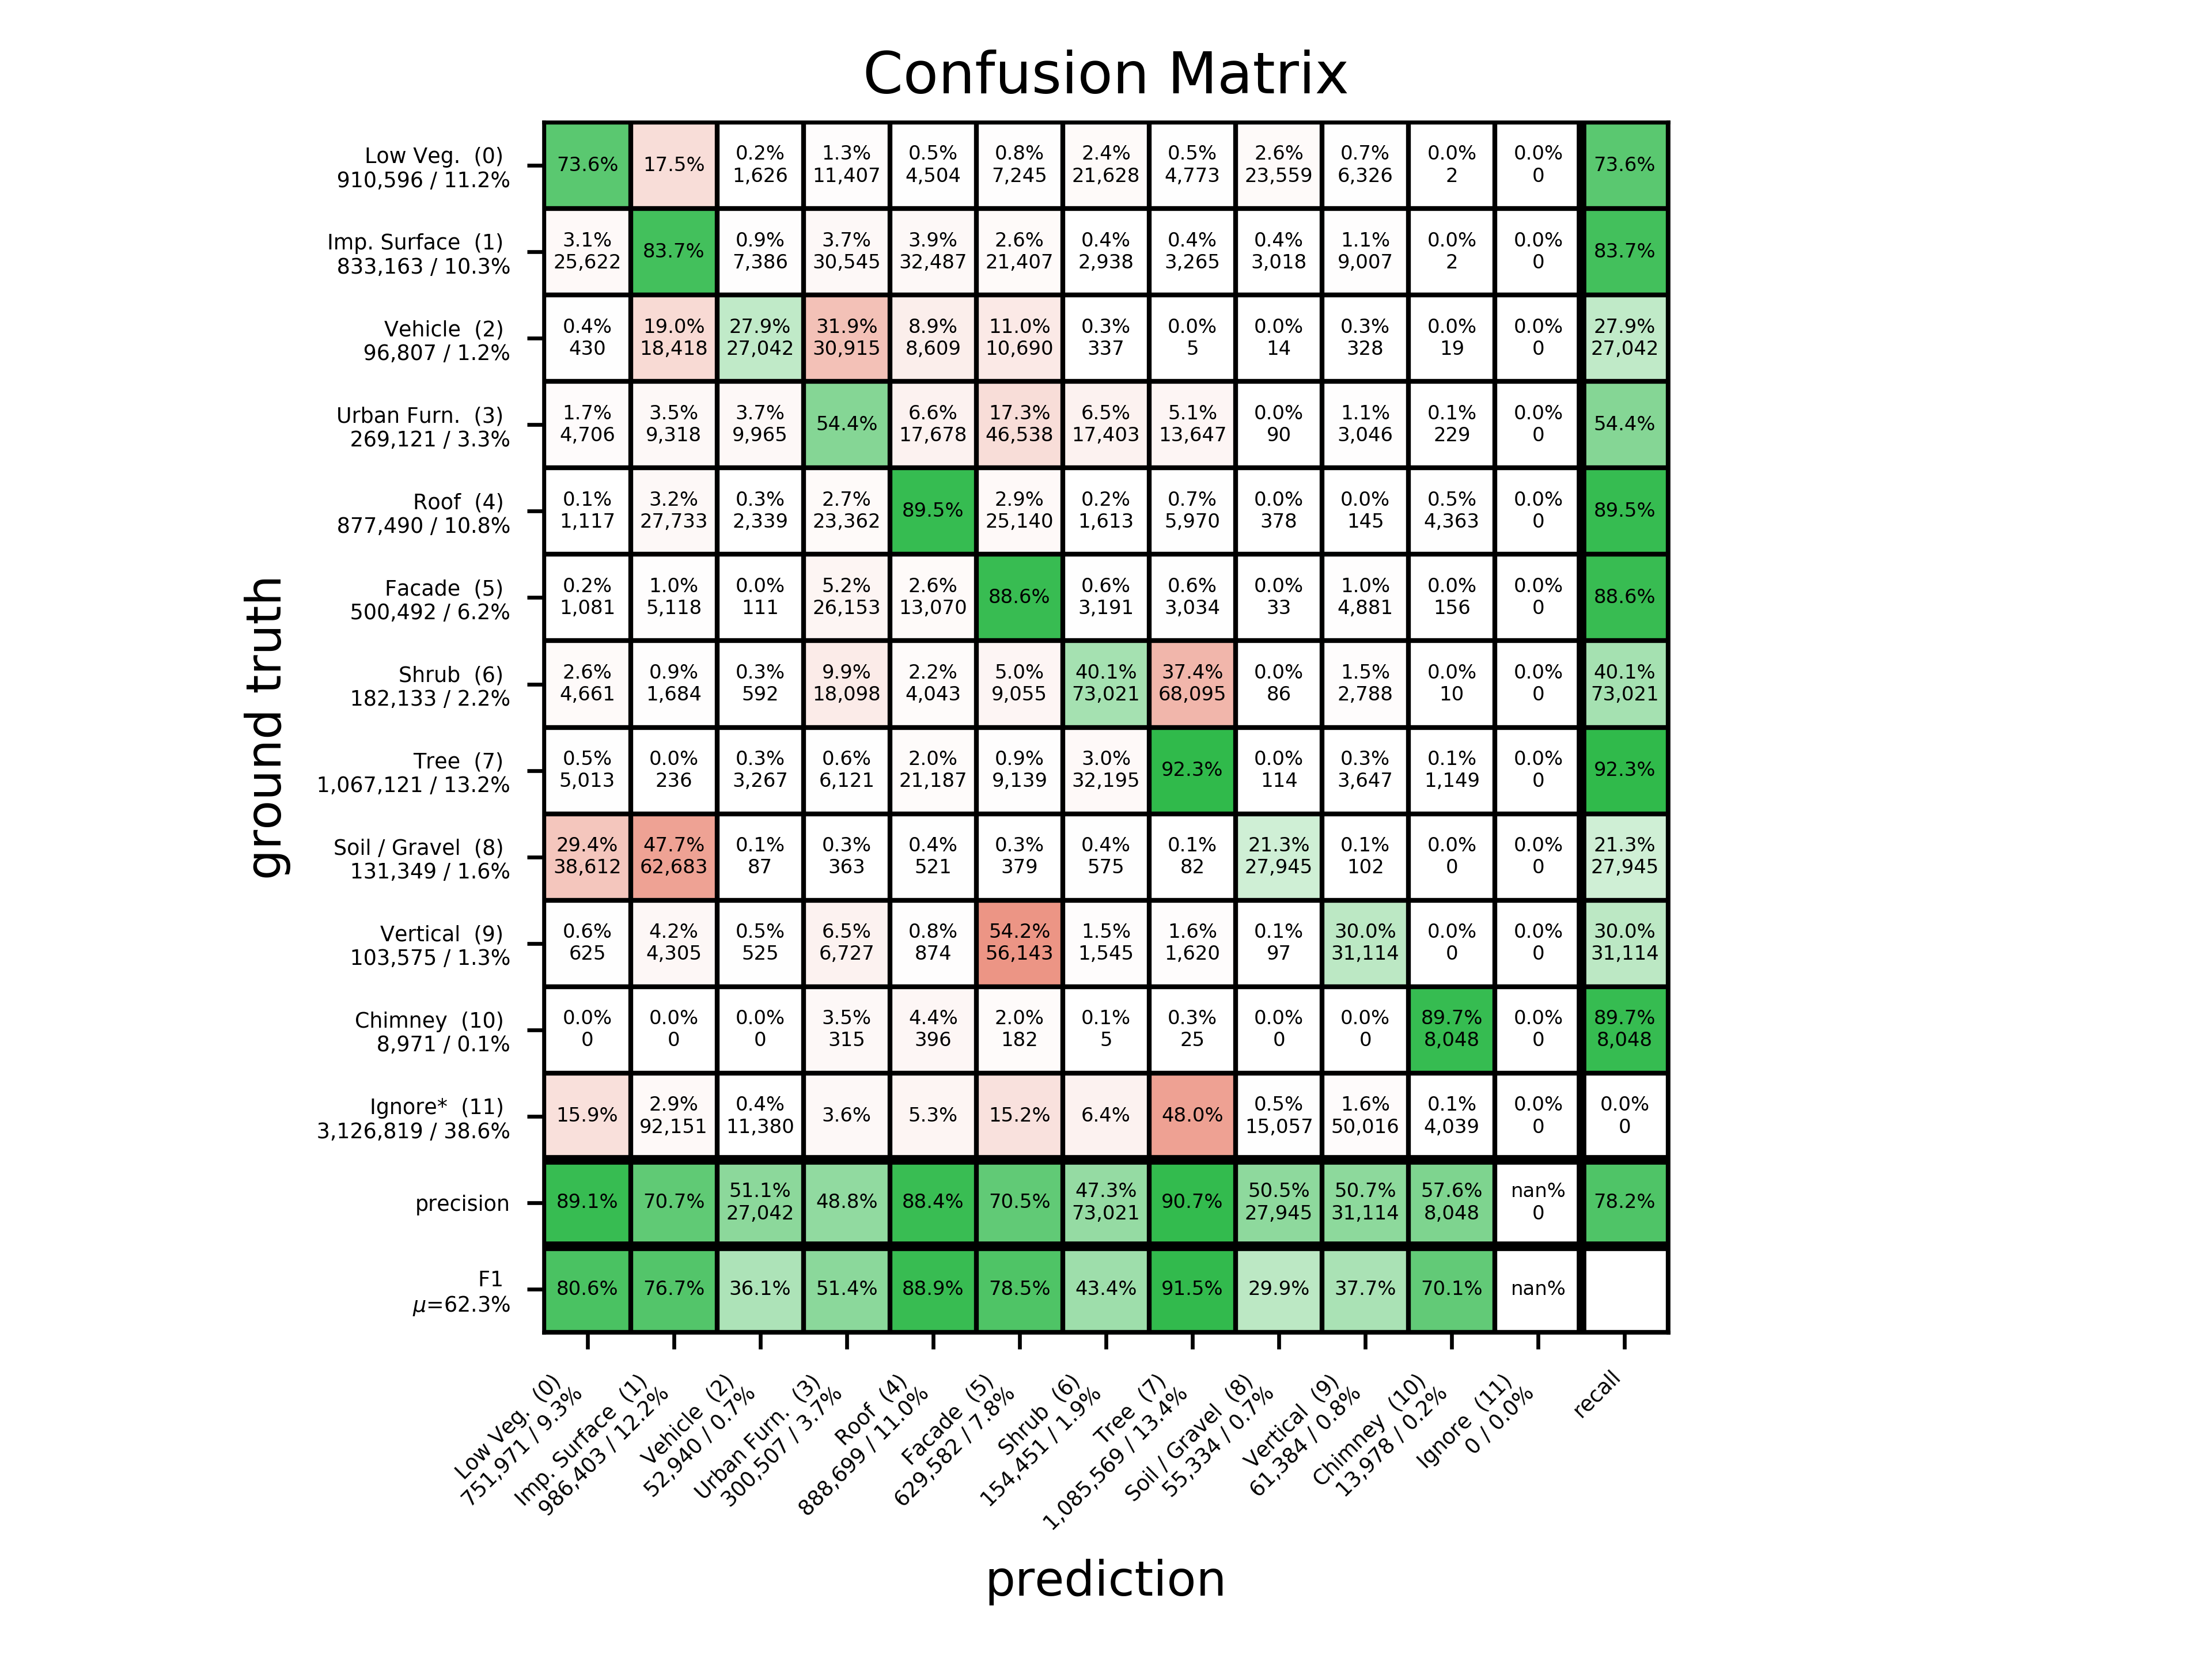 Confusion Matrix
Low Veg. (0)
910,596 / 11.2%
73.6% 17.5% 0.2% 1.3% 0.5% 0.8% 2.4% 0.5% 2.6% 0.7% 0.0% 0.0% 73.6%
1,626 11,407 4,504 7,245 21,628 4,773 23,559 6,326 2 0
Imp. Surface (1)
833,163 / 10.3%
3.1% 83.7% 0.9% 3.7% 3.9% 2.6% 0.4% 0.4% 0.4% 1.1% 0.0% 0.0% 83.7%
25,622 7,386 30,545 32,487 21,407 2,938 3,265 3,018 9,007 2 0
Vehicle (2)
96,807 / 1.2%
0.4% 19.0% 27.9% 31.9% 8.9% 11.0% 0.3% 0.0% 0.0% 0.3% 0.0% 0.0% 27.9%
430 18,418 27,042 30,915 8,609 10,690 337 5 14 328 19 0 27,042
Urban Furn. (3)
269,121 / 3.3%
1.7% 3.5% 3.7% 54.4% 6.6% 17.3% 6.5% 5.1% 0.0% 1.1% 0.1% 0.0% 54.4%
4,706 9,318 9,965 17,678 46,538 17,403 13,647 90 3,046 229 0
Roof (4)
877,490 / 10.8%
0.1% 3.2% 0.3% 2.7% 89.5% 2.9% 0.2% 0.7% 0.0% 0.0% 0.5% 0.0% 89.5%
1,117 27,733 2,339 23,362 25,140 1,613 5,970 378 145 4,363 0
Facade (5)
500,492 / 6.2%
0.2% 1.0% 0.0% 5.2% 2.6% 88.6% 0.6% 0.6% 0.0% 1.0% 0.0% 0.0% 88.6%
1,081 5,118 111 26,153 13,070 3,191 3,034 33 4,881 156 0
Shrub (6)
182,133 / 2.2%
2.6% 0.9% 0.3% 9.9% 2.2% 5.0% 40.1% 37.4% 0.0% 1.5% 0.0% 0.0% 40.1%
4,661 1,684 592 18,098 4,043 9,055 73,021 68,095 86 2,788 10 0 73,021
Tree (7)
1,067,121 / 13.2%
0.5% 0.0% 0.3% 0.6% 2.0% 0.9% 3.0% 92.3% 0.0% 0.3% 0.1% 0.0% 92.3%
5,013 236 3,267 6,121 21,187 9,139 32,195 114 3,647 1,149 0
Soil / Gravel (8)
131,349 / 1.6%
29.4% 47.7% 0.1% 0.3% 0.4% 0.3% 0.4% 0.1% 21.3% 0.1% 0.0% 0.0% 21.3%
38,612 62,683 87 363 521 379 575 82 27,945 102 0 0 27,945
Vertical (9)
103,575 / 1.3%
0.6% 4.2% 0.5% 6.5% 0.8% 54.2% 1.5% 1.6% 0.1% 30.0% 0.0% 0.0% 30.0%
625 4,305 525 6,727 874 56,143 1,545 1,620 97 31,114 0 0 31,114
Chimney (10)
8,971 / 0.1%
0.0% 0.0% 0.0% 3.5% 4.4% 2.0% 0.1% 0.3% 0.0% 0.0% 89.7% 0.0% 89.7%
0 0 0 315 396 182 5 25 0 0 8,048 0 8,048
Ignore* (11)
3,126,819 / 38.6%
15.9% 2.9% 0.4% 3.6% 5.3% 15.2% 6.4% 48.0% 0.5% 1.6% 0.1% 0.0% 0.0%
92,151 11,380 15,057 50,016 4,039 0 0
precision
89.1% 70.7% 51.1% 48.8% 88.4% 70.5% 47.3% 90.7% 50.5% 50.7% 57.6% nan% 78.2%
27,042 73,021 27,945 31,114 8,048 0
F1
μ=62.3%
80.6% 76.7% 36.1% 51.4% 88.9% 78.5% 43.4% 91.5% 29.9% 37.7% 70.1% nan%
ground truth
Low Veg. (0)
751,971 / 9.3%
Imp. Surface (1)
986,403 / 12.2%
Vehicle (2)
52,940 / 0.7%
Urban Furn. (3)
300,507 / 3.7%
Roof (4)
888,699 / 11.0%
Facade (5)
629,582 / 7.8%
Shrub (6)
154,451 / 1.9%
Tree (7)
1,085,569 / 13.4%
Soil / Gravel (8)
55,334 / 0.7%
Vertical (9)
61,384 / 0.8%
Chimney (10)
13,978 / 0.2%
Ignore (11)
0 / 0.0%
recall
prediction